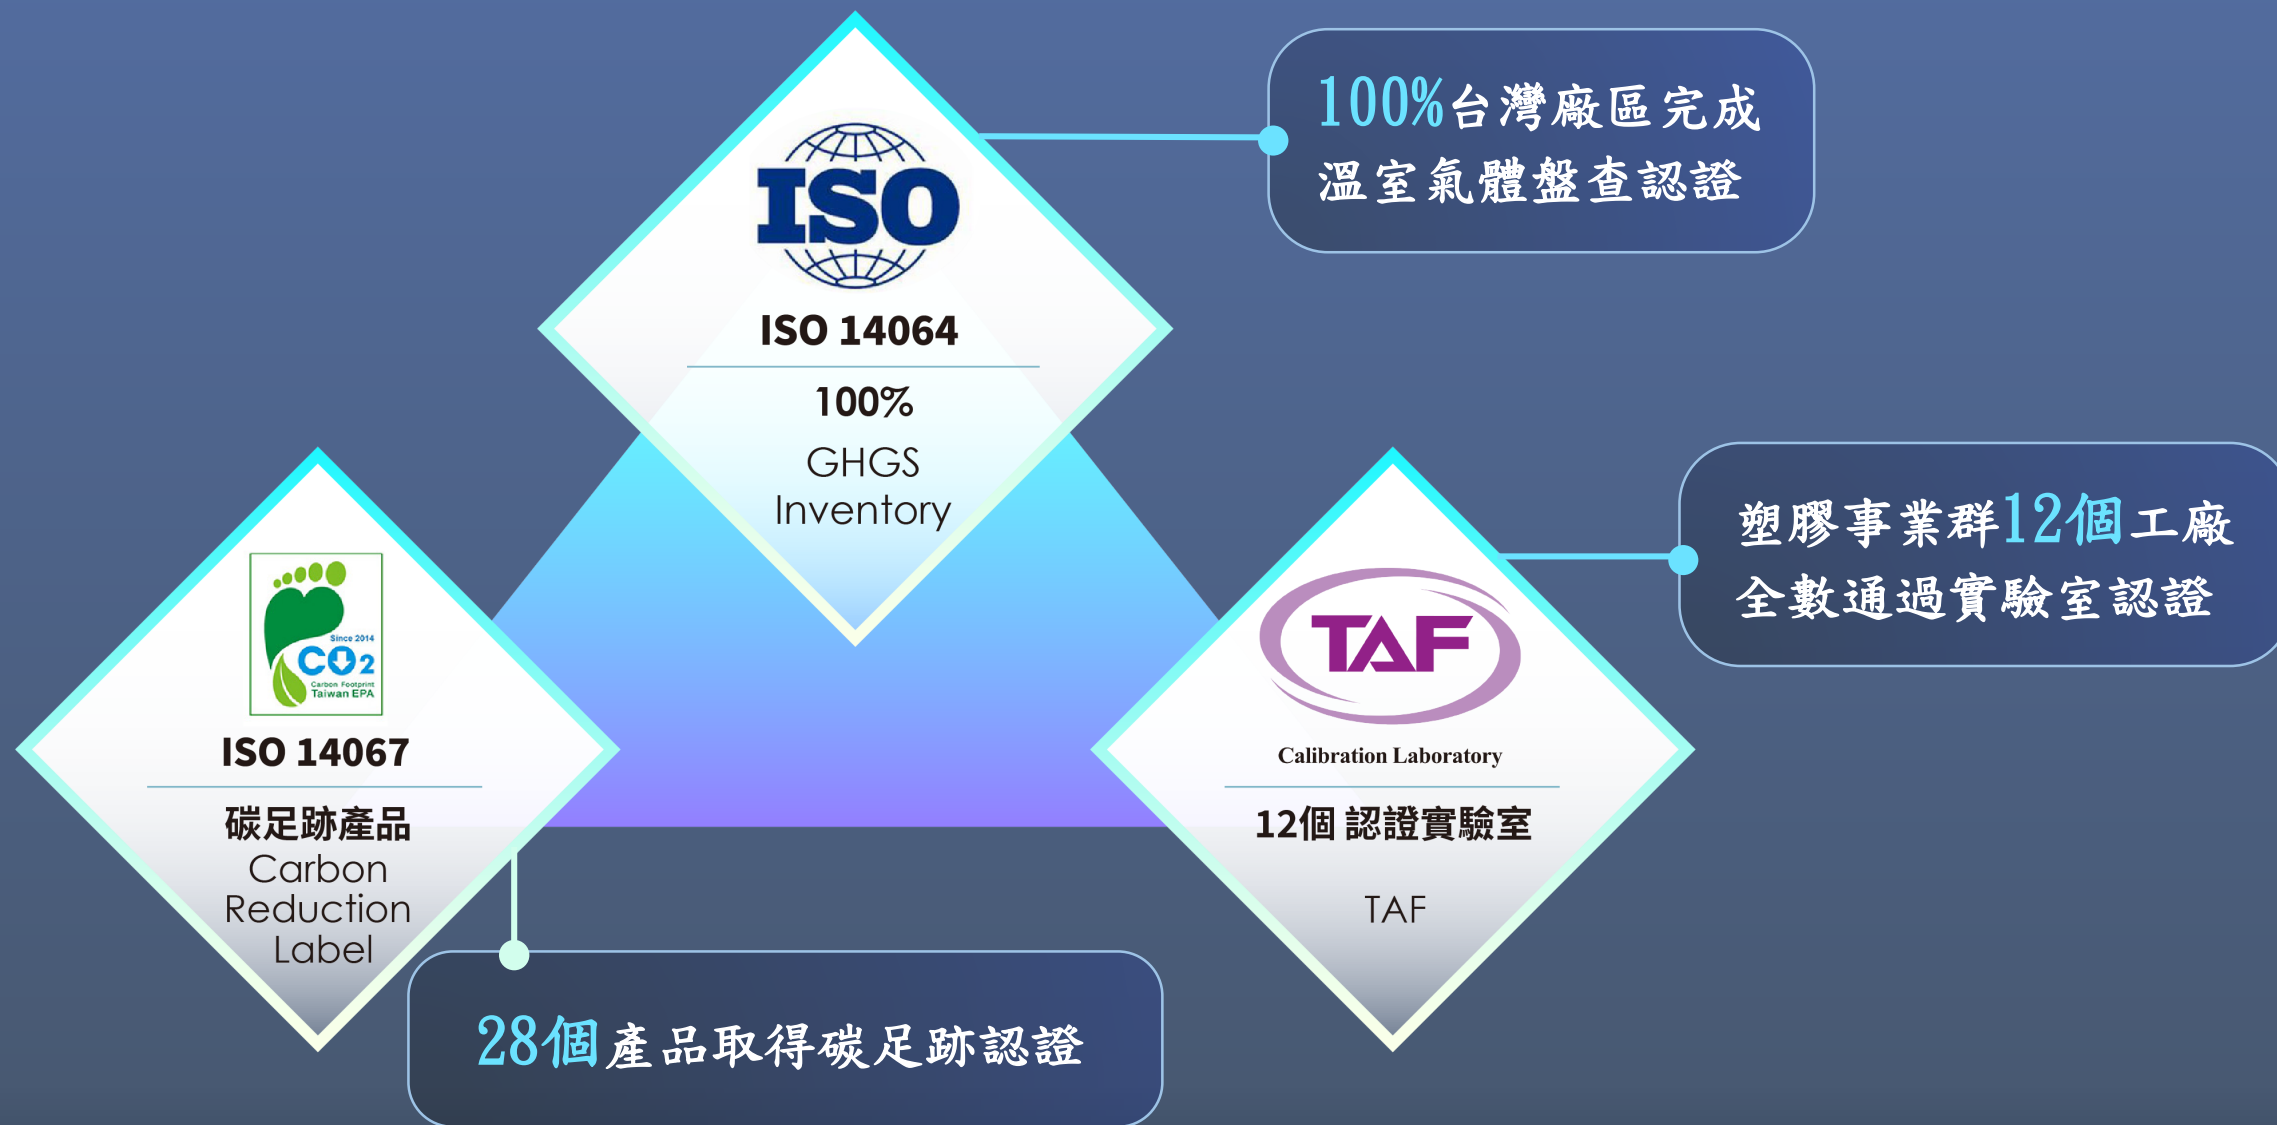 ISO
ISO 14064
100%
GHGS
Inventory
100%台灣廠區完成
溫室氣體盤查認證
Since 2014
CO2
Carbon Footprint
Taiwan EPA
ISO 14067
碳足跡產品
Carbon
Reduction
Label
28個產品取得碳足跡認證
TAF
Calibration Laboratory
12個 認證實驗室
TAF
塑膠事業群12個工廠
全數通過實驗室認證